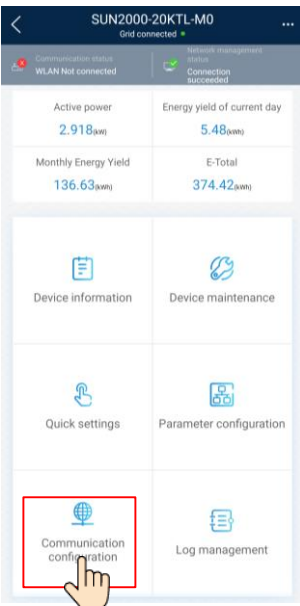 SUN2000-20KTL-M0
Grid connected
Communication status
WLAN Not connected
Network management
status
Connection
succeeded
Active power
2.918(kW)
Energy yield of current day
5.48(kWh)
Monthly Energy Yield
136.63(kWh)
E-Total
374.42(kWh)
Device information
Device maintenance
Quick settings
Parameter configuration
Communication
configuration
Log management